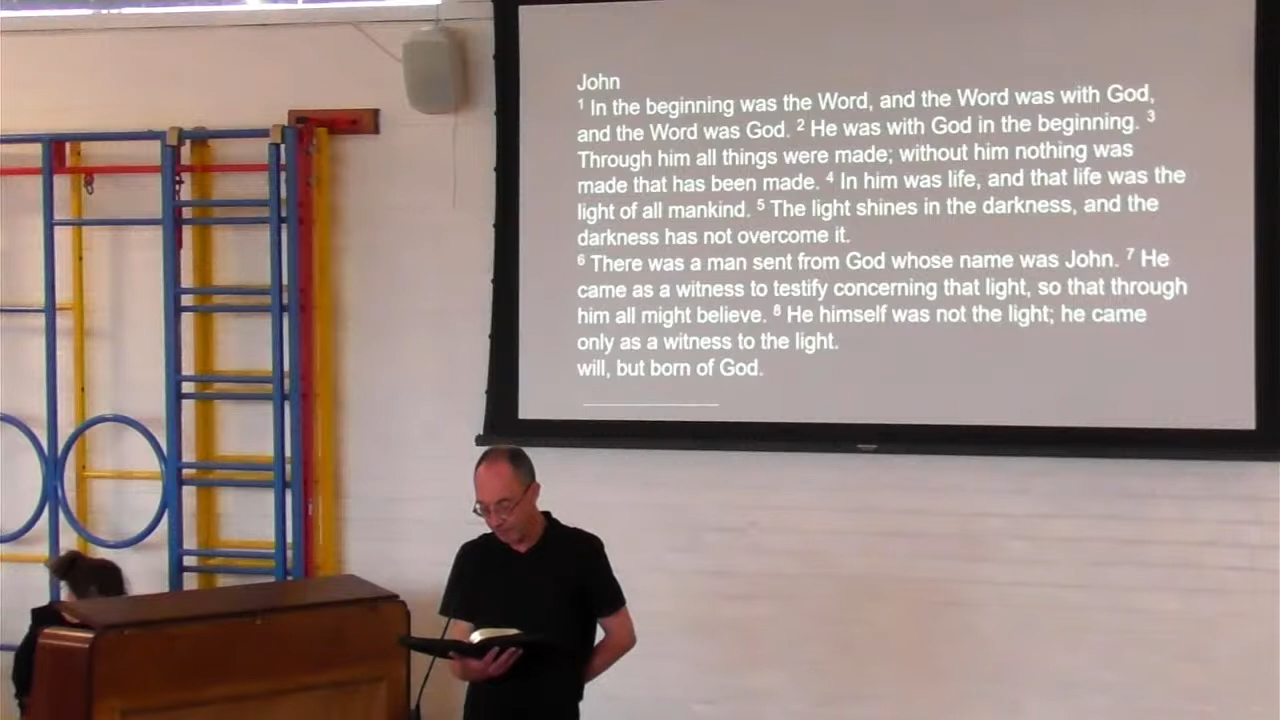 John
1 In the beginning was the Word, and the Word was with God,
and the Word was God. 2 He was with God in the beginning. 3
Through him all things were made; without him nothing was
made that has been made. 4 In him was life, and that life was the
light of all mankind. 5 The light shines in the darkness, and the
darkness has not overcome it.
6 There was a man sent from God whose name was John. 7 He
came as a witness to testify concerning that light, so that through
him all might believe. 8 He himself was not the light; he came
only as a witness to the light.
will, but born of God.